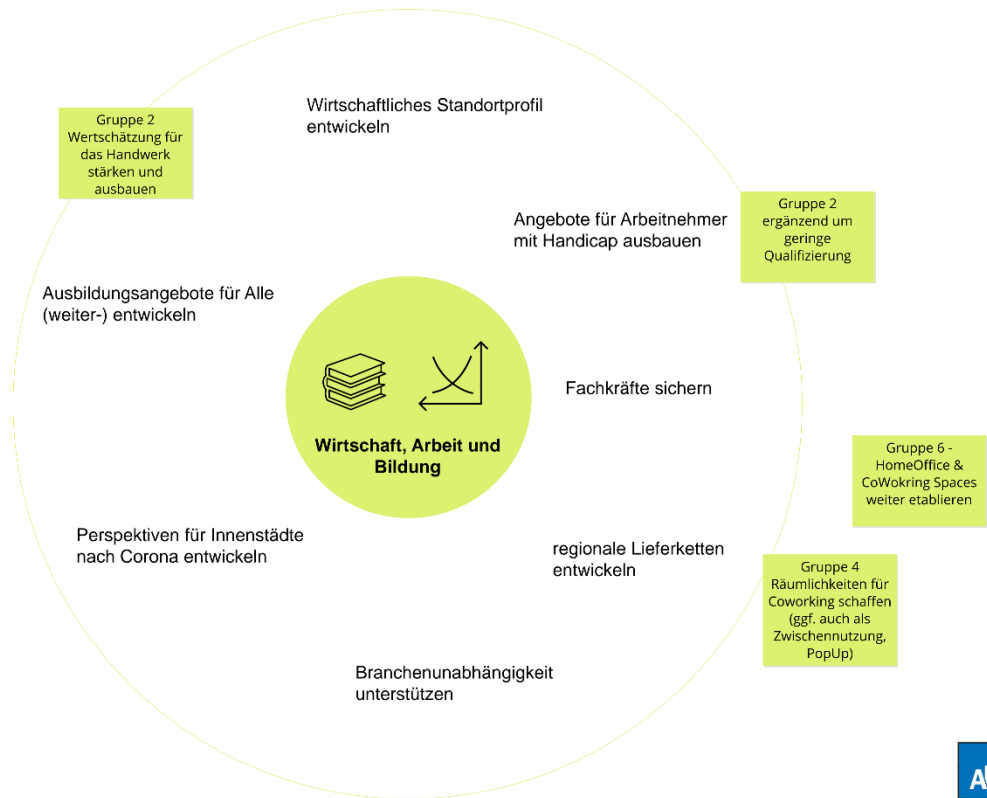 Wirtschaftliches Standortprofil
entwickeln
Gruppe 2
Wertschätzung für
das Handwerk
stärken und
ausbauen
Angebote für Arbeitnehmer
mit Handicap ausbauen
Gruppe 2
ergänzend um
geringe
Qualifizierung
Ausbildungsangebote für Alle
(weiter-) entwickeln
Fachkräfte sichern
Wirtschaft, Arbeit und
Bildung
Gruppe 6 -
HomeOffice &
CoWokring Spaces
weiter etablieren
Perspektiven für Innenstädte
nach Corona entwickeln
regionale Lieferketten
entwickeln
Gruppe 4
Räumlichkeiten für
Coworking schaffen
(ggf. auch als
Zwischennutzung,
PopUp)
Branchenunabhängigkeit
unterstützen